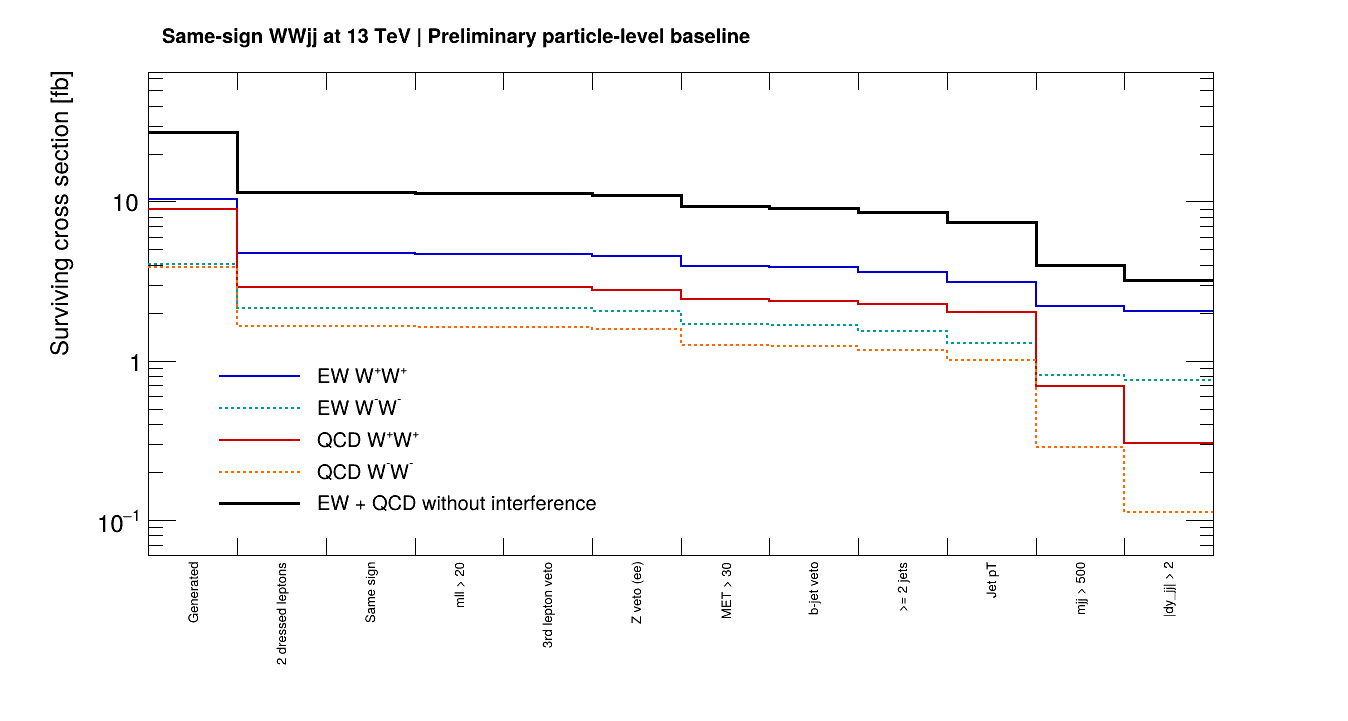 Same-sign WWjj at 13 TeV | Preliminary particle-level baseline
Surviving cross section [fb]
10
1
10⁻¹
EW W⁺W⁺
EW W⁻W⁻
QCD W⁺W⁺
QCD W⁻W⁻
EW + QCD without interference
Generated
2 dressed leptons
Same sign
mll > 20
3rd lepton veto
Z veto (ee)
MET > 30
b-jet veto
>= 2 jets
Jet pT
mjj > 500
|dy_jj| > 2